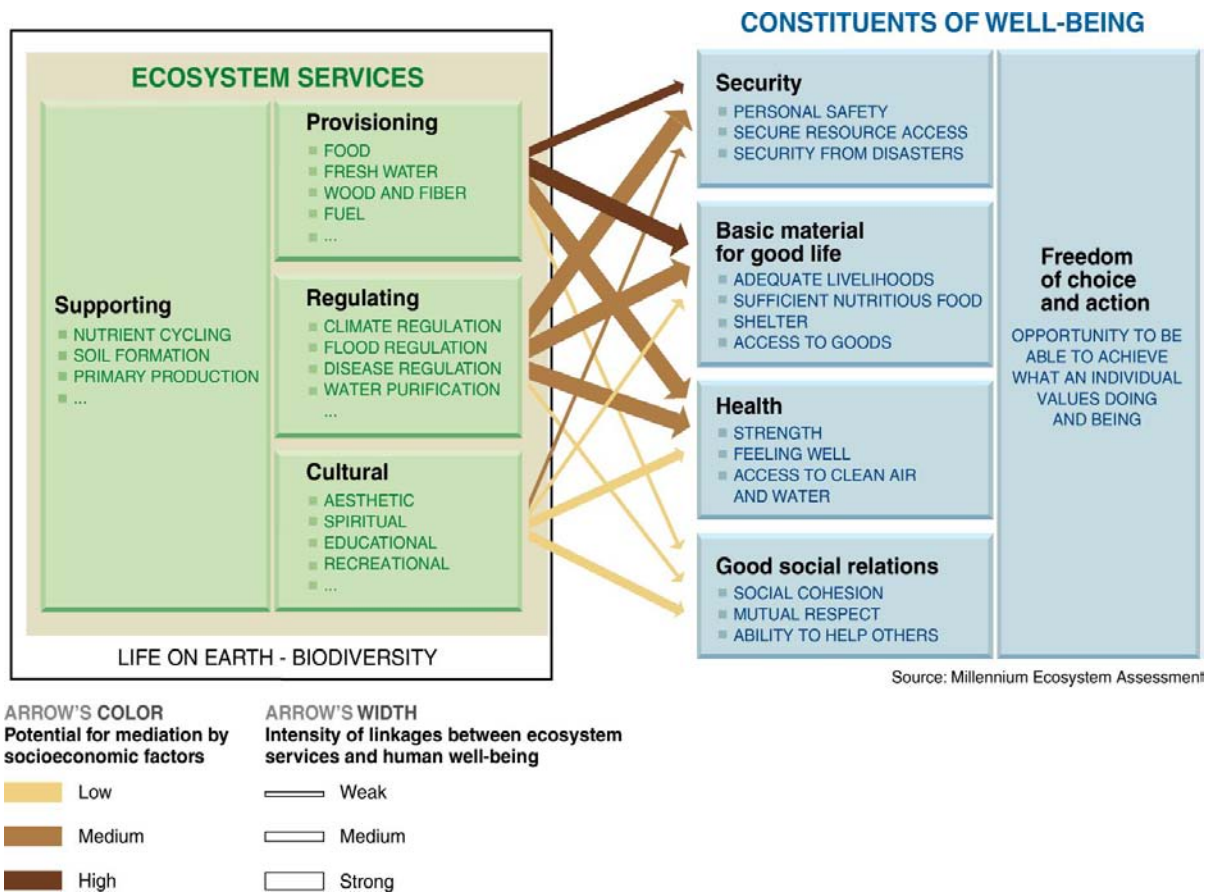 CONSTITUENTS OF WELL-BEING
ECOSYSTEM SERVICES
Supporting
NUTRIENT CYCLING
SOIL FORMATION
PRIMARY PRODUCTION
...
Provisioning
FOOD
FRESH WATER
WOOD AND FIBER
FUEL
...
Regulating
CLIMATE REGULATION
FLOOD REGULATION
DISEASE REGULATION
WATER PURIFICATION
...
Cultural
AESTHETIC
SPIRITUAL
EDUCATIONAL
RECREATIONAL
...
LIFE ON EARTH - BIODIVERSITY
Security
PERSONAL SAFETY
SECURE RESOURCE ACCESS
SECURITY FROM DISASTERS
Basic material
for good life
ADEQUATE LIVELIHOODS
SUFFICIENT NUTRITIOUS FOOD
SHELTER
ACCESS TO GOODS
Health
STRENGTH
FEELING WELL
ACCESS TO CLEAN AIR
AND WATER
Good social relations
SOCIAL COHESION
MUTUAL RESPECT
ABILITY TO HELP OTHERS
Freedom
of choice
and action
OPPORTUNITY TO BE
ABLE TO ACHIEVE
WHAT AN INDIVIDUAL
VALUES DOING
AND BEING
Source: Millennium Ecosystem Assessment
ARROW'S COLOR
Potential for mediation by
socioeconomic factors
Low
Medium
High
ARROW'S WIDTH
Intensity of linkages between ecosystem
services and human well-being
Weak
Medium
Strong